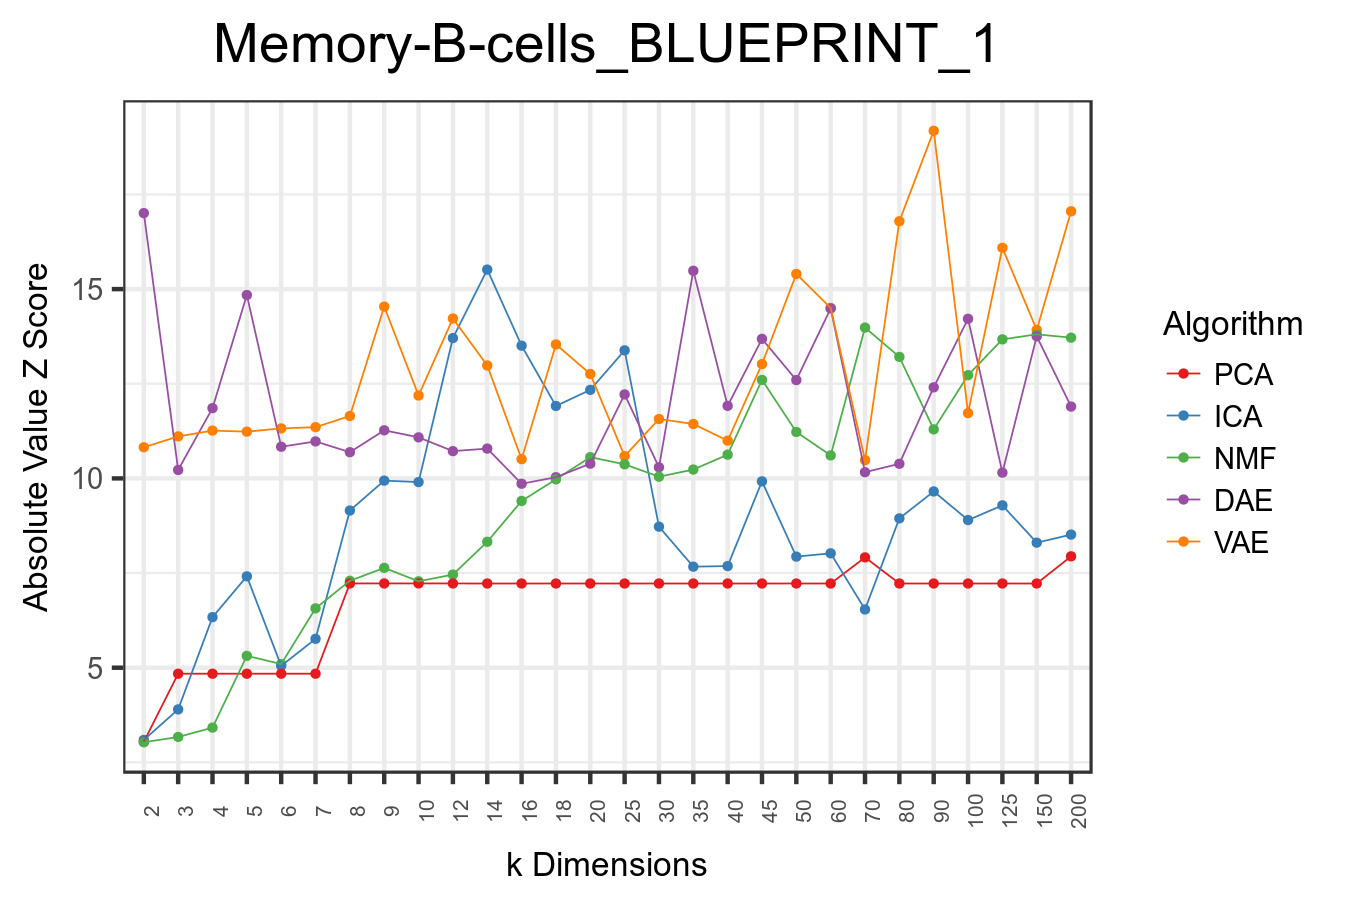 Memory-B-cells_BLUEPRINT_1
Absolute Value Z Score
15
10
5
2 3 4 5 6 7 8 9 10 12 14 16 18 20 25 30 35 40 45 50 60 70 80 90 100 125 150 200
k Dimensions
Algorithm
PCA
ICA
NMF
DAE
VAE